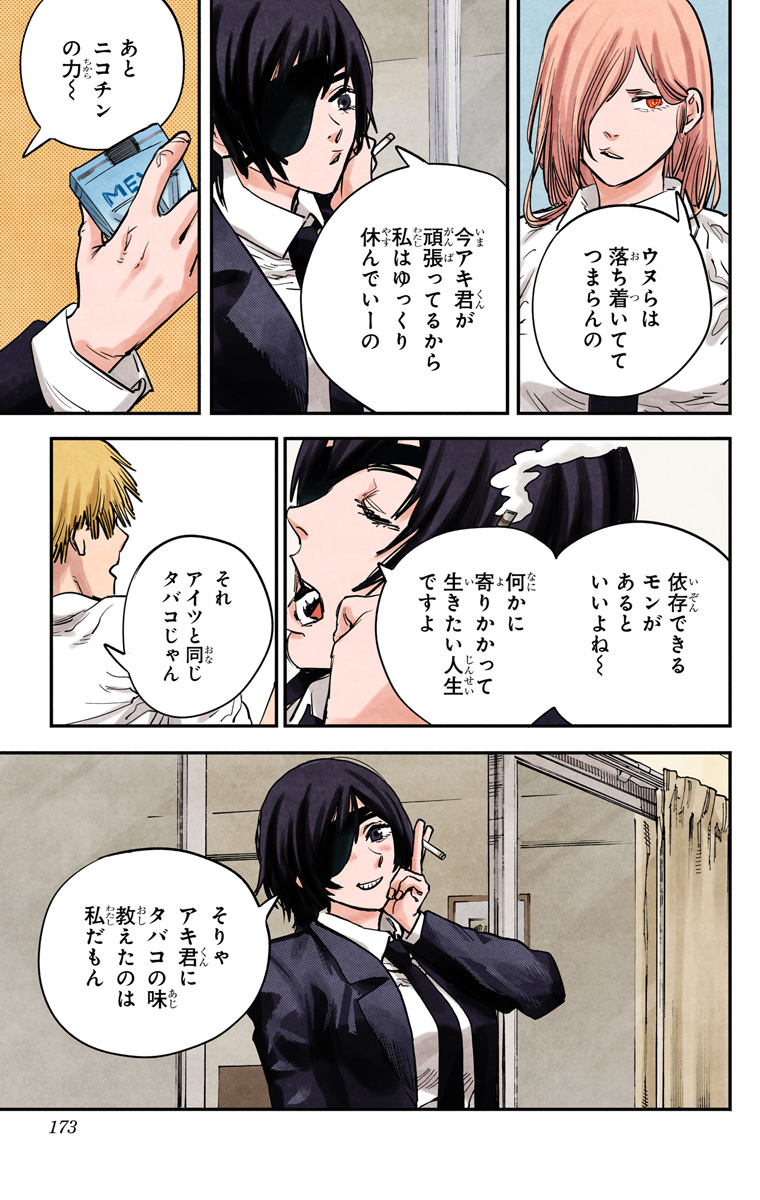 ウヌらは
落ち着いてて
つまらんの
今アキ君が
頑張ってるから
私はゆっくり
休んでいーの
あと
ニコチン
の力〜
MEV
依存できる
モンが
あると
いいよね〜
何かに
寄りかかって
生きたい人生
ですよ
それ
アイツと同じ
タバコじゃん
そりゃ
アキ君に
タバコの味
教えたのは
私だもん
173